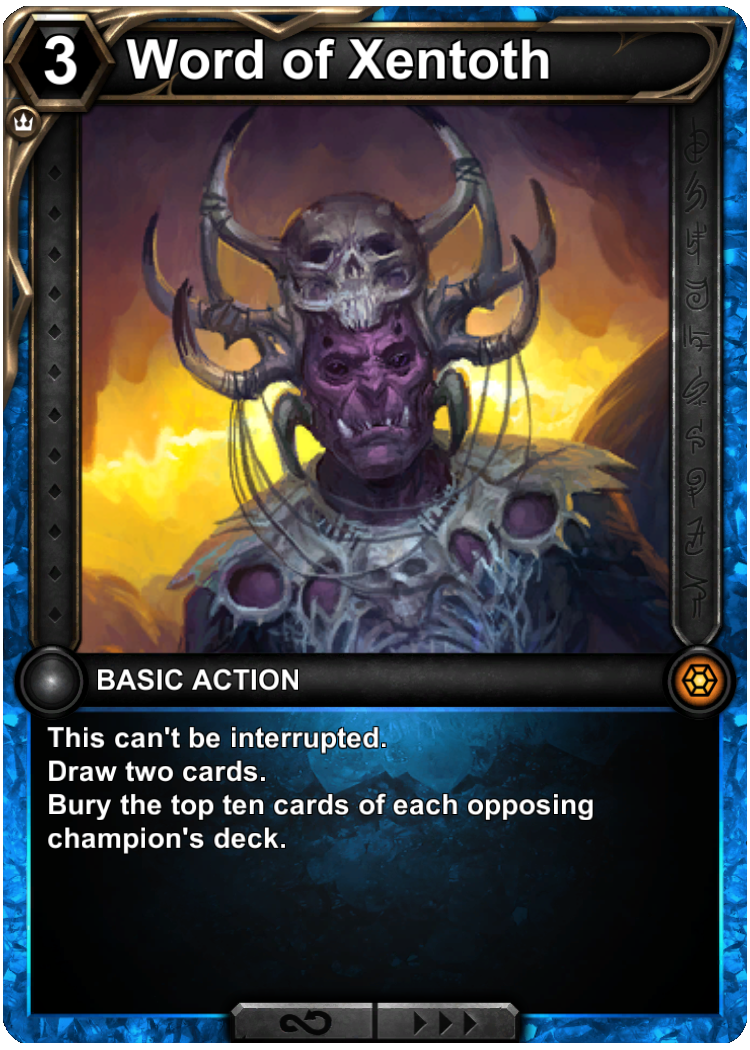 3 Word of Xentoth
BASIC ACTION
This can't be interrupted.
Draw two cards.
Bury the top ten cards of each opposing
champion's deck.